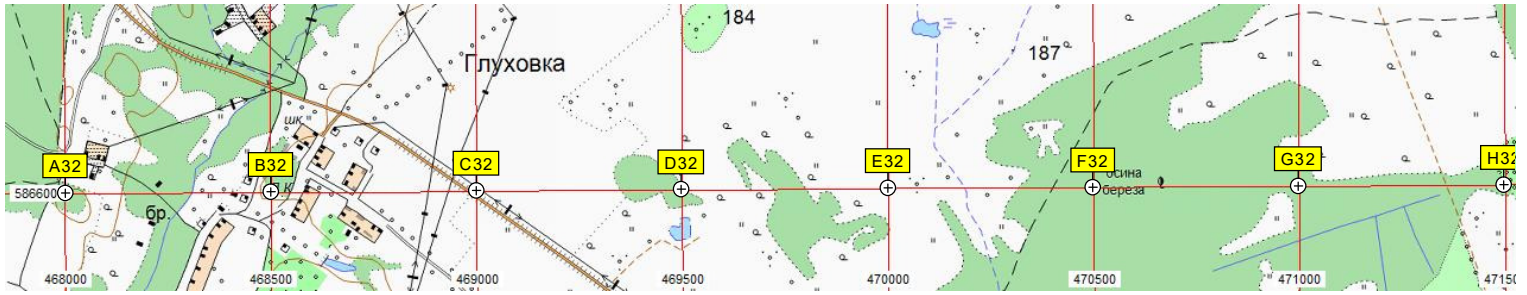 184
187
Глуховка
шк.
A32
B32
C32
D32
E32
F32
G32
H32
586600
К
осина
береза
бр.
468000
468500
469000
469500
470000
470500
471000
47150